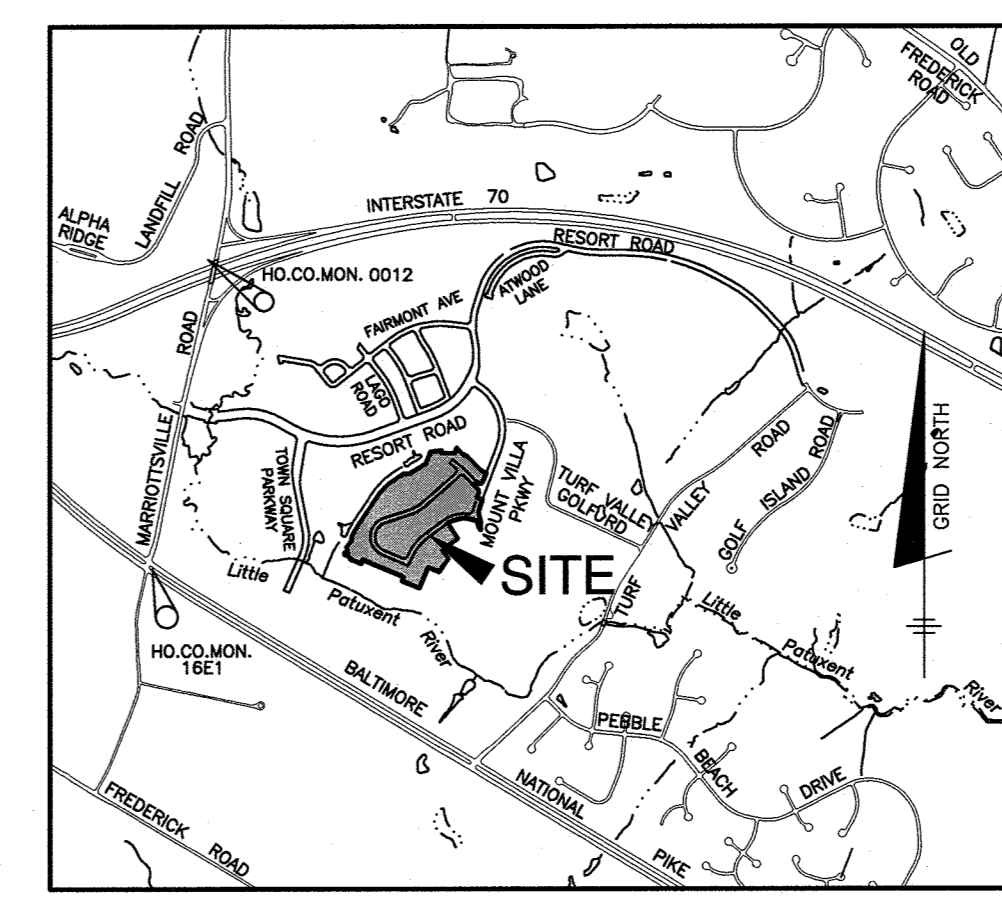 OLD
FREDERICK
ROAD
INTERSTATE 70
ALPHA
RIDGE
LANDFILL ROAD
RESORT ROAD
HO.CO.MON. 0012
ATWOOD
LANE
FAIRMONT AVE
LAGO
ROAD
MARRIOTTSVILLE ROAD
RESORT ROAD
TOWN SQUARE
PARKWAY
MOUNT VILLA
PKWY
TURF VALLEY
GOLFORD
TURF VALLEY ROAD
GOLF ISLAND ROAD
GRID NORTH
SITE
Little Patuxent River
Little Patuxent River
HO.CO.MON.
16E1
BALTIMORE NATIONAL PIKE
PEBBLE BEACH DRIVE
FREDERICK ROAD